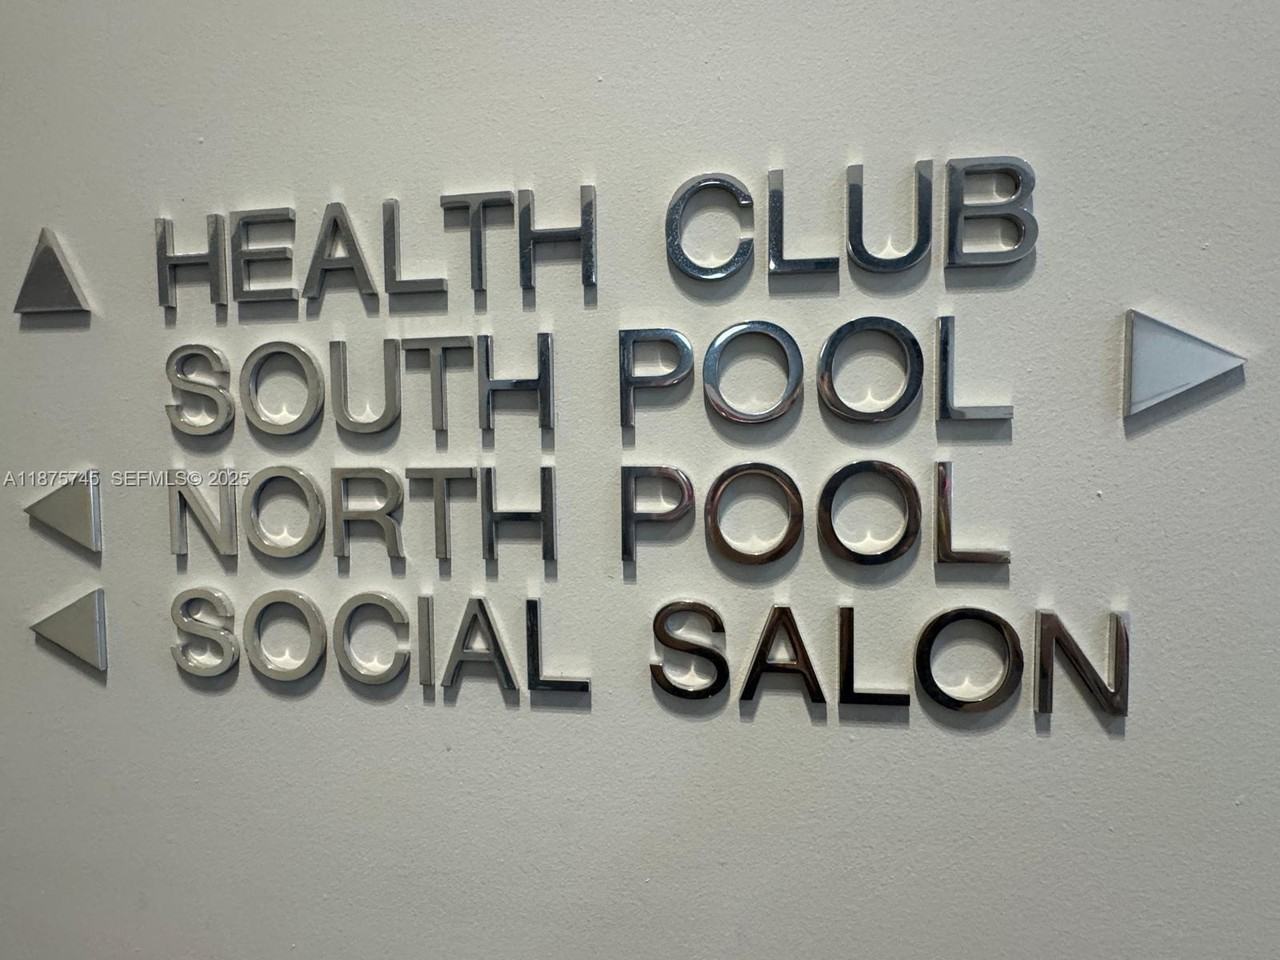 HEALTH CLUB
SOUTH POOL
A11875745 SEFMLS© 2025
NORTH POOL
SOCIAL SALON